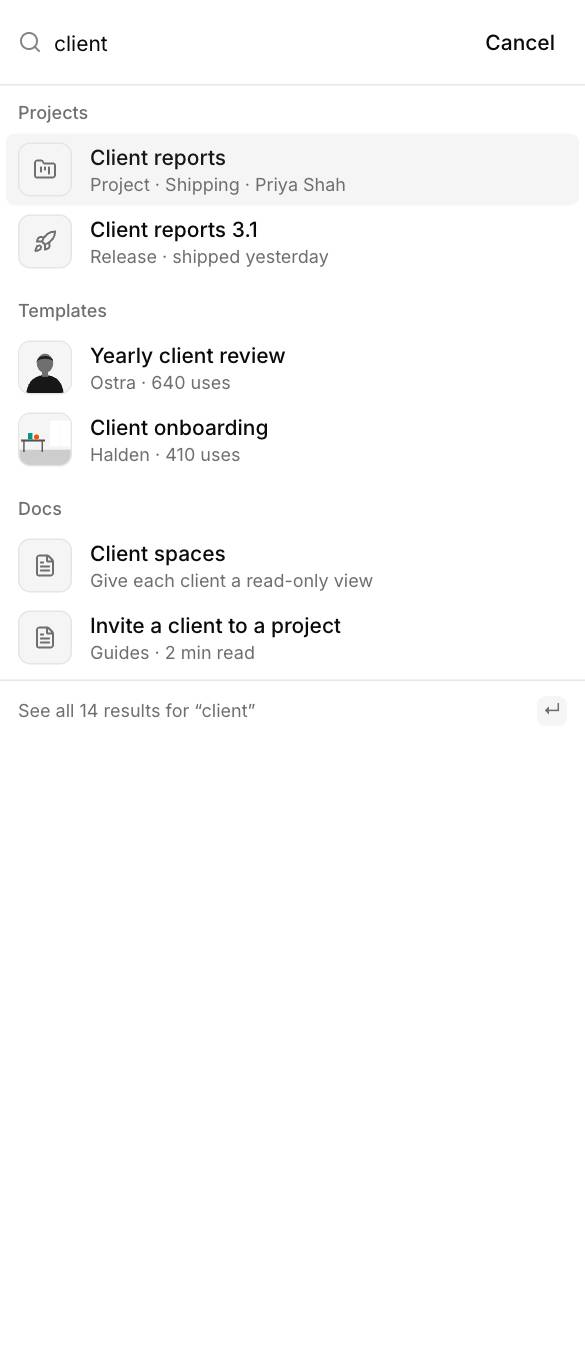 client
Cancel
Projects
Client reports
Project · Shipping · Priya Shah
Client reports 3.1
Release · shipped yesterday
Templates
Yearly client review
Ostra · 640 uses
Client onboarding
Halden · 410 uses
Docs
Client spaces
Give each client a read-only view
Invite a client to a project
Guides · 2 min read
See all 14 results for “client”